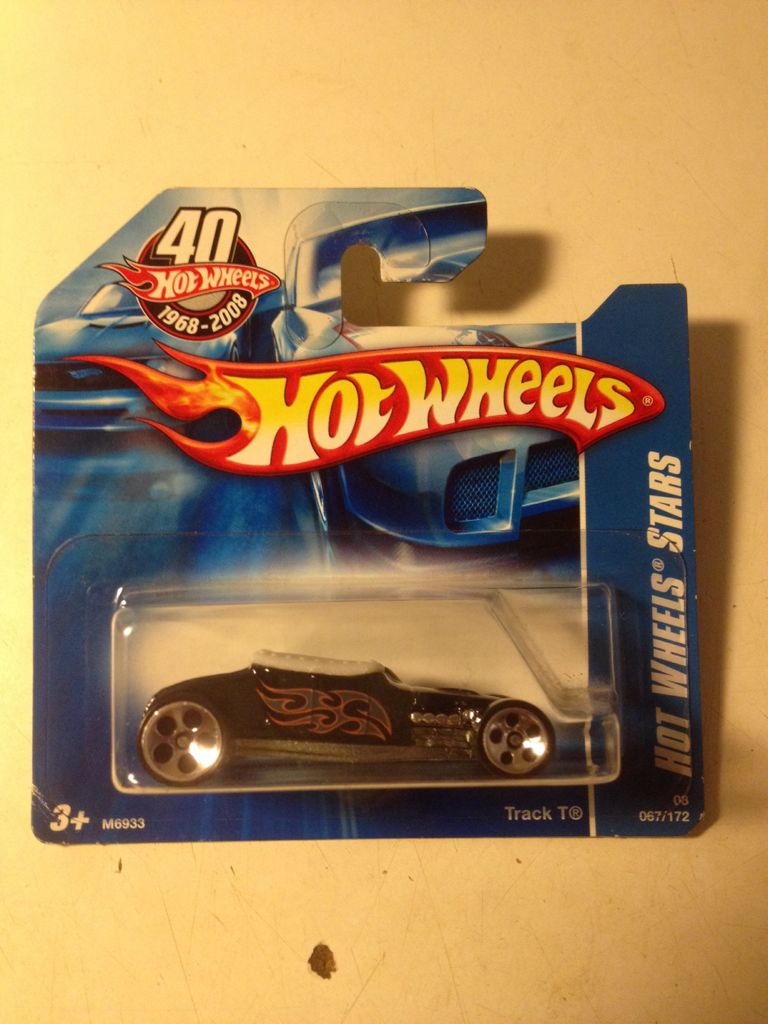 40
HOT WHEELS
1968-2008
HOT WHEELS®
HOT WHEELS® STARS
3+ M6933
Track T®
08
067/172